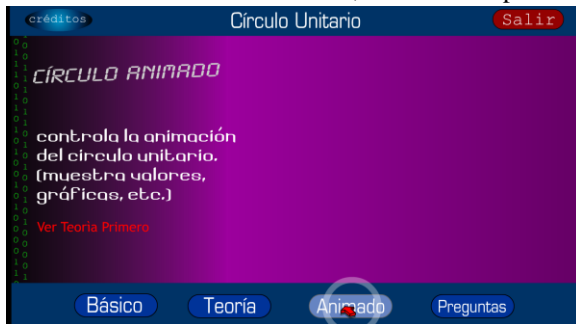 créditos
Círculo Unitario
Salir
CÍRCULO ANIMADO
controla la animación
del circulo unitario.
(muestra valores,
gráficas, etc.)
Ver Teoria Primero
Básico
Teoría
Animado
Preguntas